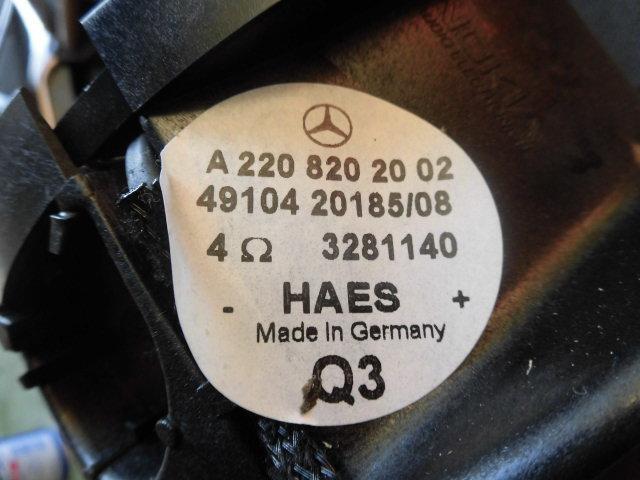 A 220 820 20 02
49104 20185/08
4 Ω 3281140
- HAES +
Made In Germany
Q3